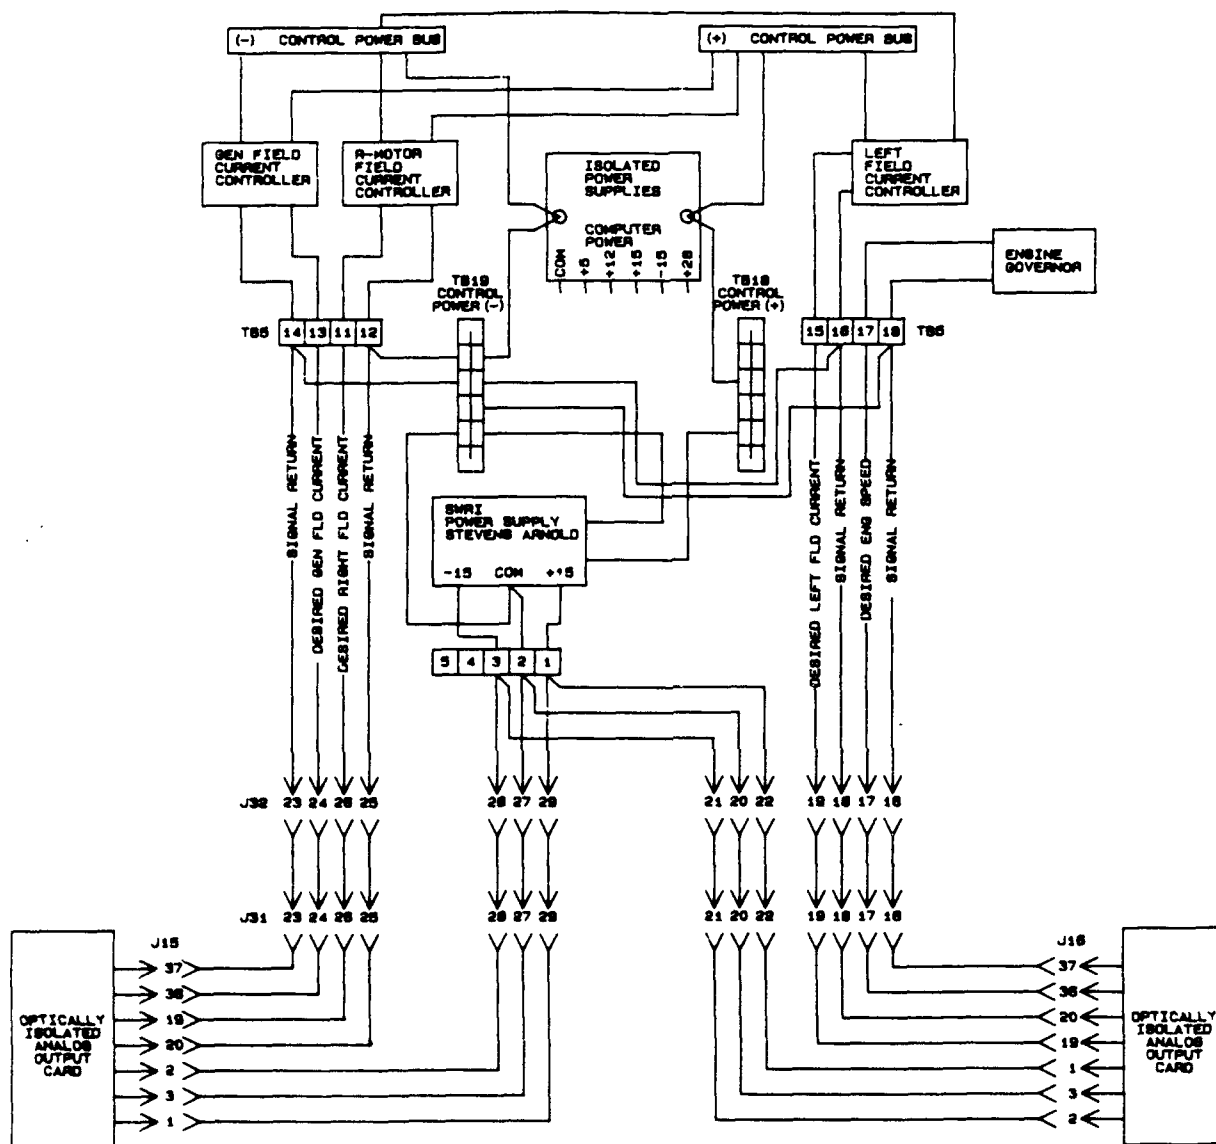 (-) CONTROL POWER BUS
(+) CONTROL POWER BUS
GEN FIELD
CURRENT
CONTROLLER
R-MOTOR
FIELD
CURRENT
CONTROLLER
ISOLATED
POWER
SUPPLIES
COMPUTER
POWER
COM
+5
+12
+15
-15
+28
LEFT
FIELD
CURRENT
CONTROLLER
ENGINE
GOVERNOR
TB19
CONTROL
POWER (-)
TB18
CONTROL
POWER (+)
TB5 14 13 11 12
15 16 17 18 TB5
SIGNAL RETURN
DESIRED GEN FLD CURRENT
DESIRED RIGHT FLD CURRENT
SIGNAL RETURN
DESIRED LEFT FLD CURRENT
SIGNAL RETURN
DESIRED ENG SPEED
SIGNAL RETURN
SWRI
POWER SUPPLY
STEVENS ARNOLD
-15 COM
5 4 3 2 1
J32 23 24 26 25 28 27 29 21 20 22 19 18 17 16
J31 23 24 26 25 28 27 29 21 20 22 19 18 17 16
J15
37
36
19
20
2
3
1
OPTICALLY
ISOLATED
ANALOG
OUTPUT
CARD
J16
37
36
20
19
1
3
2
OPTICALLY
ISOLATED
ANALOG
OUTPUT
CARD